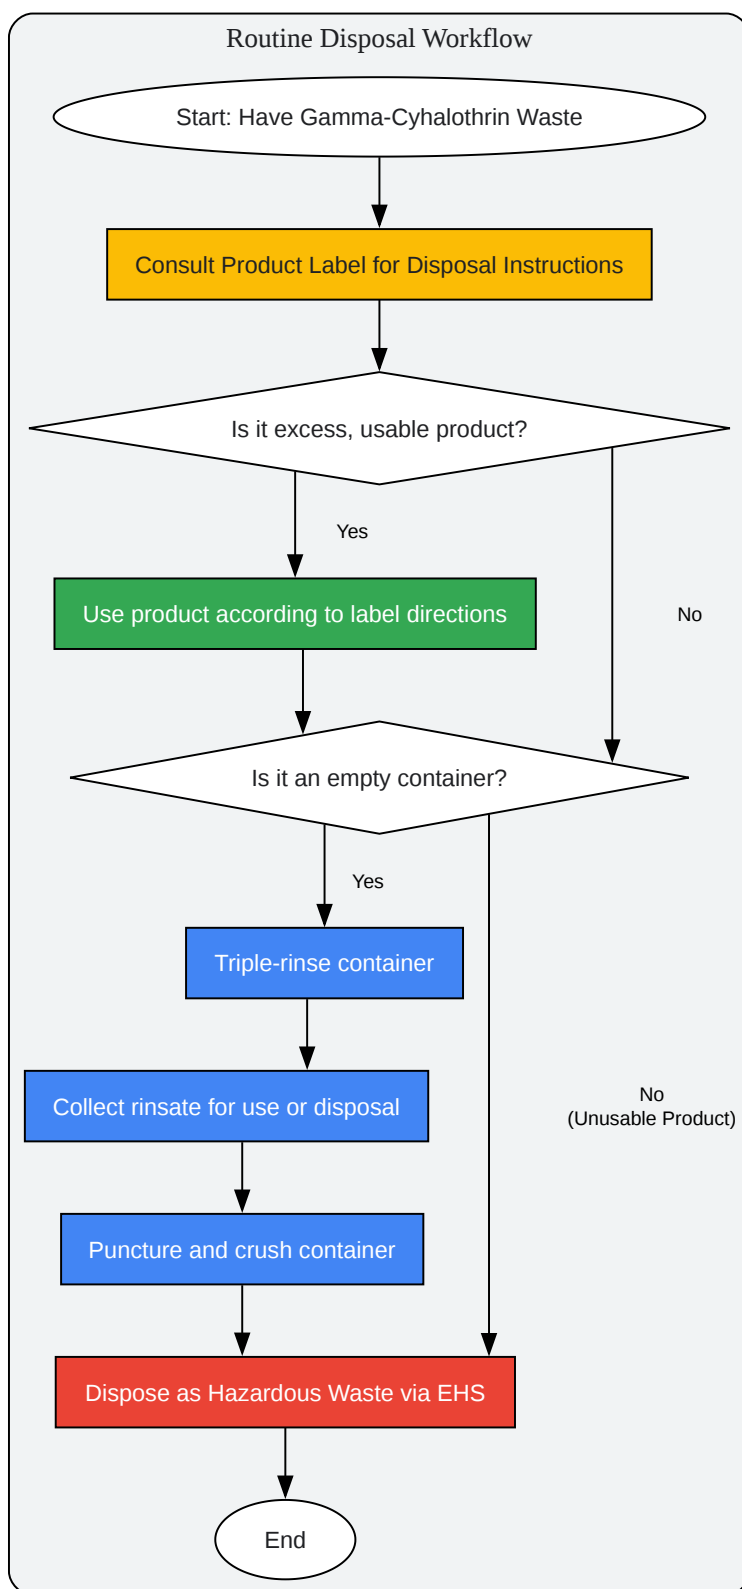 Routine Disposal Workflow
Start: Have Gamma-Cyhalothrin Waste
Consult Product Label for Disposal Instructions
Is it excess, usable product?
Yes
Use product according to label directions
No
Is it an empty container?
Yes
Triple-rinse container
Collect rinsate for use or disposal
No
(Unusable Product)
Puncture and crush container
Dispose as Hazardous Waste via EHS
End